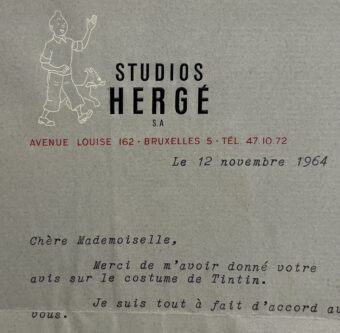 STUDIOS
HERGÉ
S.A
AVENUE LOUISE 162 · BRUXELLES 5 · TÉL. 47.10.72
Le 12 novembre 1964
Chère Mademoiselle,
Merci de m'avoir donné votre
avis sur le costume de Tintin.
Je suis tout à fait d'accord
vous.